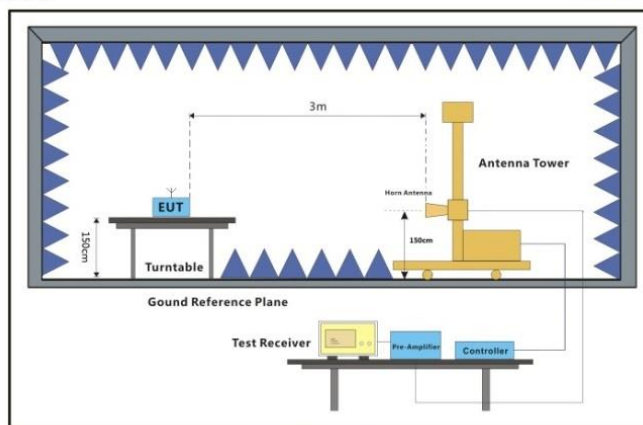 3m
Antenna Tower
Horn Antenna
EUT
150cm
150cm
Turntable
Gound Reference Plane
Test Receiver
Pre-Amplifier
Controller